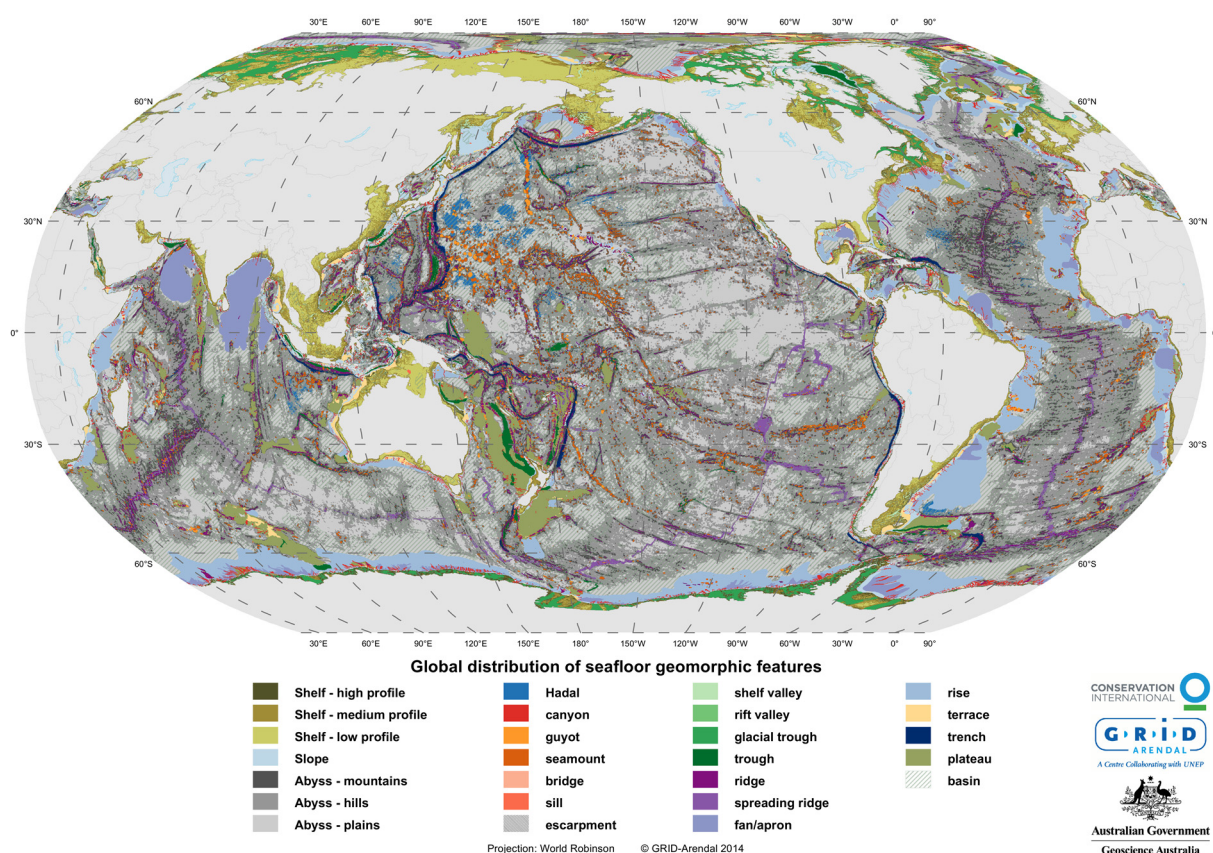 30°E 60°E 90°E 120°E 150°E 180° 150°W 120°W 90°W 60°W 30°W 0° 90°
60°N 60°N
30°N 30°N
0° 0°
30°S 30°S
60°S 60°S
30°E 60°E 90°E 120°E 150°E 180° 150°W 120°W 90°W 60°W 30°W 0° 90°
Global distribution of seafloor geomorphic features
Shelf - high profile
Shelf - medium profile
Shelf - low profile
Slope
Abyss - mountains
Abyss - hills
Abyss - plains
Hadal
canyon
guyot
seamount
bridge
sill
escarpment
shelf valley
rift valley
glacial trough
trough
ridge
spreading ridge
fan/apron
rise
terrace
trench
plateau
basin
Projection: World Robinson © GRID-Arendal 2014
CONSERVATION
INTERNATIONAL
GRiD
ARENDAL
A Centre Collaborating with UNEP
Australian Government
Geoscience Australia